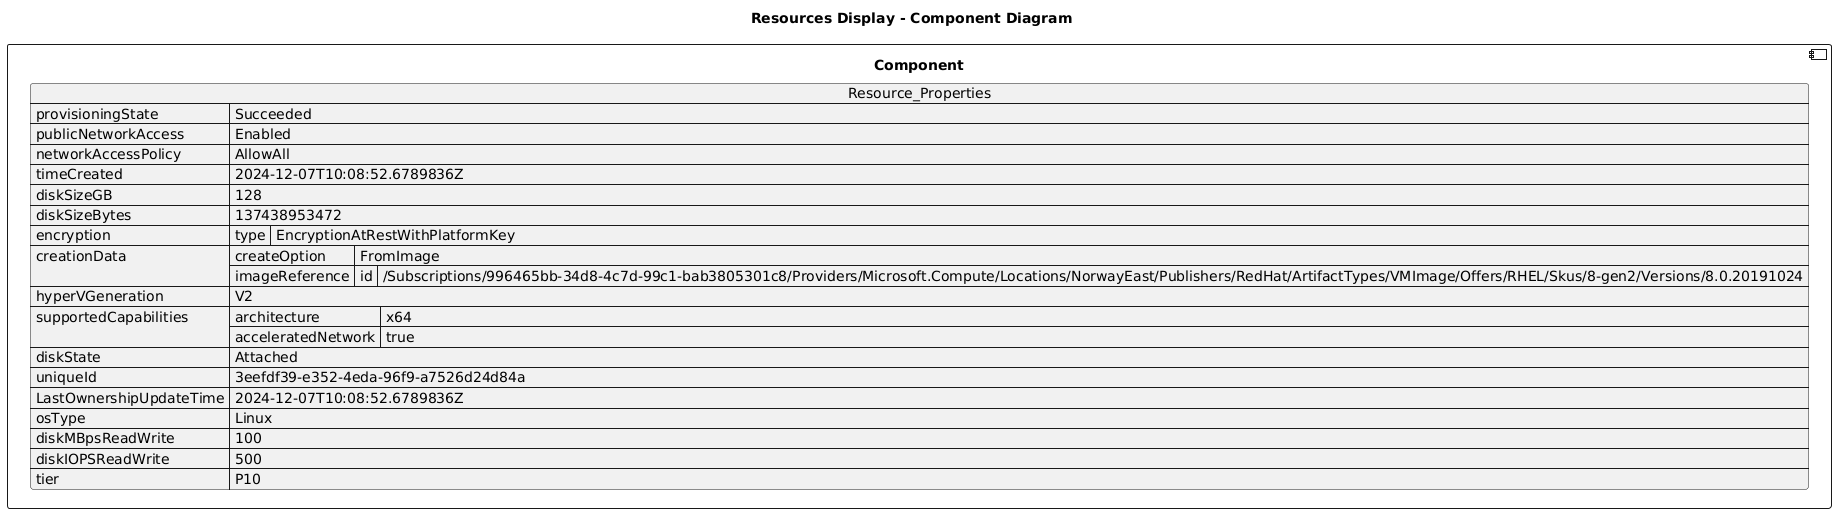 Resources Display - Component Diagram
Component
Resource_Properties
provisioningState Succeeded
publicNetworkAccess Enabled
networkAccessPolicy AllowAll
timeCreated 2024-12-07T10:08:52.6789836Z
diskSizeGB 128
diskSizeBytes 137438953472
encryption type EncryptionAtRestWithPlatformKey
creationData createOption FromImage
imageReference id /Subscriptions/996465bb-34d8-4c7d-99c1-bab3805301c8/Providers/Microsoft.Compute/Locations/NorwayEast/Publishers/RedHat/ArtifactTypes/VMImage/Offers/RHEL/Skus/8-gen2/Versions/8.0.20191024
hyperVGeneration V2
supportedCapabilities architecture x64
acceleratedNetwork true
diskState Attached
uniqueId 3eefdf39-e352-4eda-96f9-a7526d24d84a
LastOwnershipUpdateTime 2024-12-07T10:08:52.6789836Z
osType Linux
diskMBpsReadWrite 100
diskIOPSReadWrite 500
tier P10